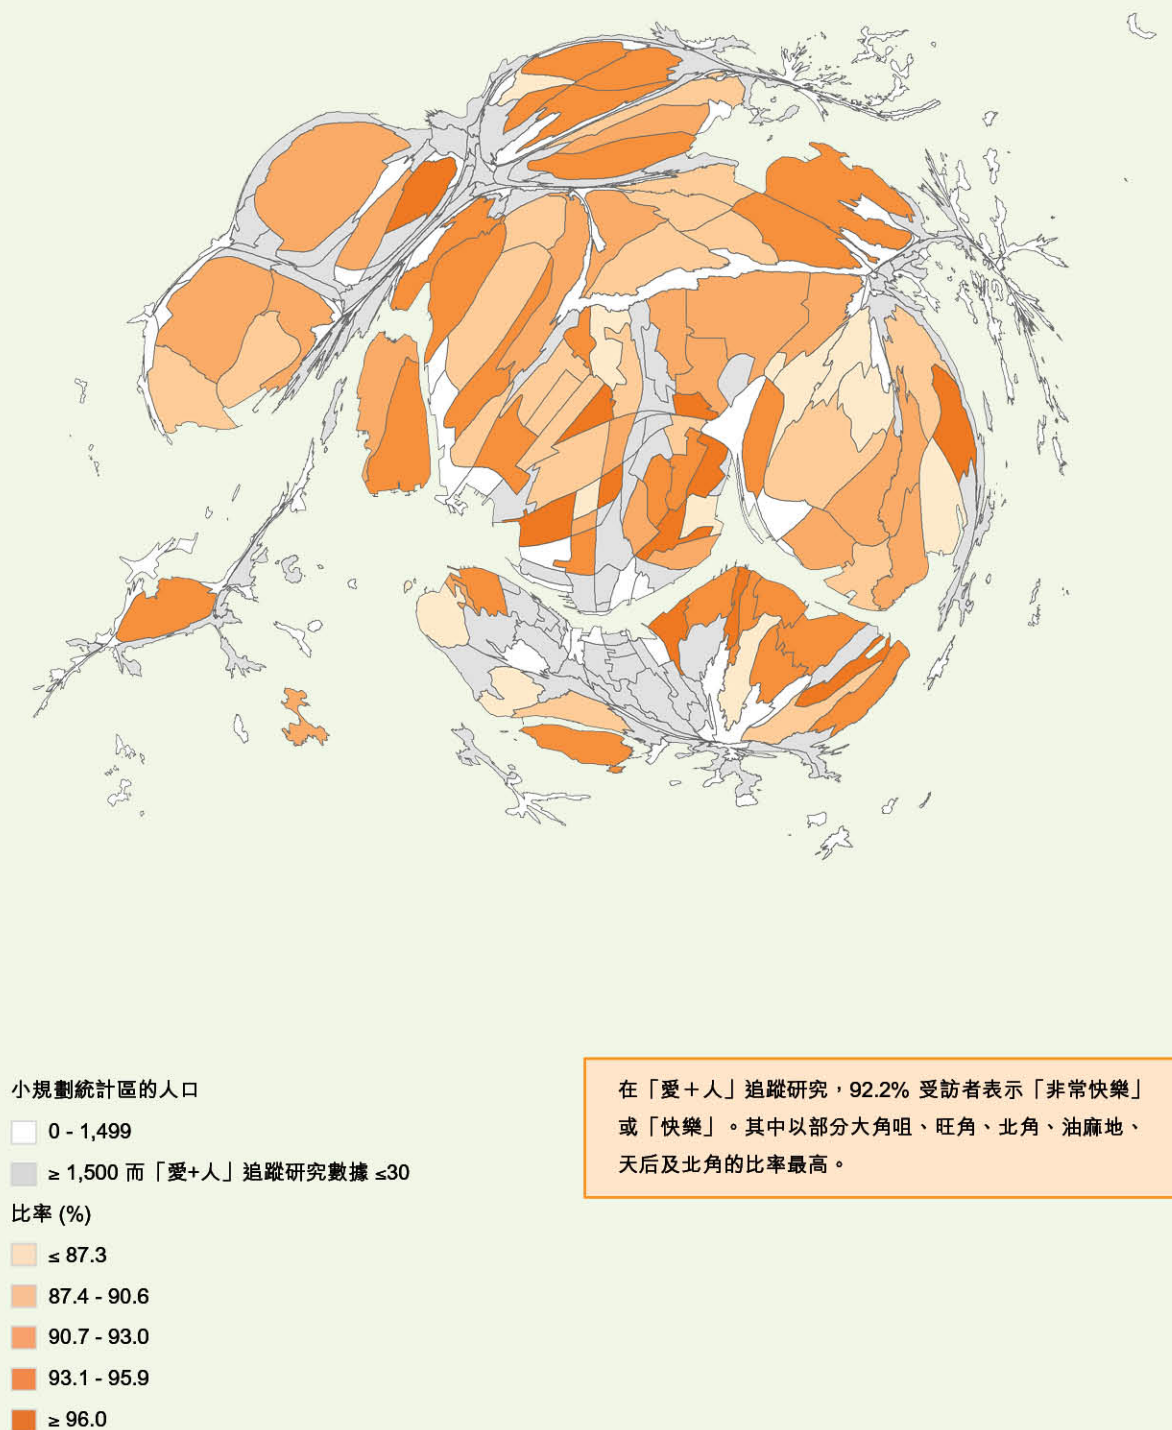 小規劃統計區的人口
0 - 1,499
≥ 1,500 而「愛+人」追蹤研究數據 ≤30
比率 (%)
≤ 87.3
87.4 - 90.6
90.7 - 93.0
93.1 - 95.9
≥ 96.0
在「愛＋人」追蹤研究，92.2% 受訪者表示「非常快樂」
或「快樂」。其中以部分大角咀、旺角、北角、油麻地、
天后及北角的比率最高。